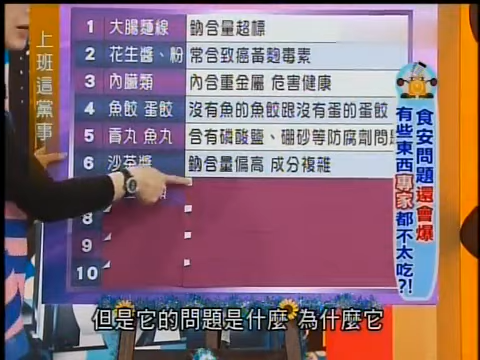 上班這黨事
1 大腸麵線 鈉含量超標
2 花生醬、粉 常含致癌黃麴毒素
3 內臟類 內含重金屬 危害健康
4 魚餃 蛋餃 沒有魚的魚餃跟沒有蛋的蛋餃
5 貢丸 魚丸 含有磷酸鹽、硼砂等防腐劑問
6 沙茶醬 鈉含量偏高 成分複雜
8
9
10
食安問題還會爆
有些東西專家都不太吃?!
但是它的問題是什麼 為什麼它